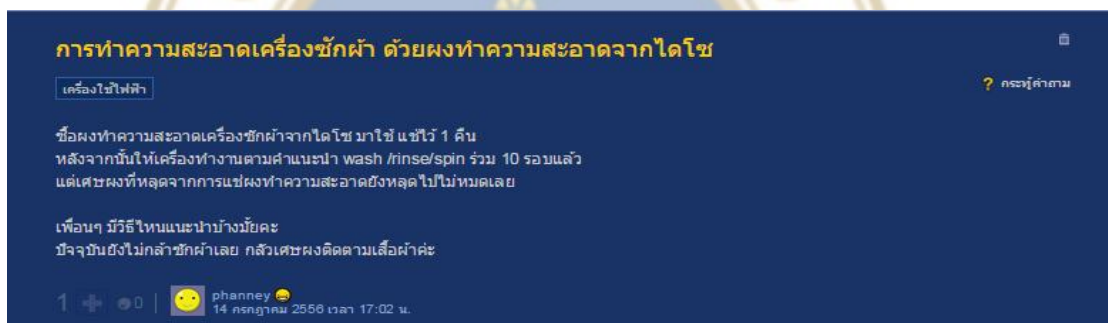 การทำความสะอาดเครื่องซักผ้า ด้วยผงทำความสะอาดจากไดโซ
เครื่องใช้ไฟฟ้า
? กระทู้คำถาม
ซื้อผงทำความสะอาดเครื่องซักผ้าจากไดโซ มาใช้ แช่ไว้ 1 คืน
หลังจากนั้นให้เครื่องทำงานตามคำแนะนำ wash /rinse/spin ร่วม 10 รอบแล้ว
แต่เศษผงที่หลุดจากการแช่ผงทำความสะอาดยังหลุดไปไม่หมดเลย
เพื่อนๆ มีวิธีไหนแนะนำบ้างมั้ยคะ
ปัจจุบันยังไม่กล้าซักผ้าเลย กลัวเศษผงติดตามเสื้อผ้าค่ะ
1 0 | phanney
14 กรกฎาคม 2556 เวลา 17:02 น.